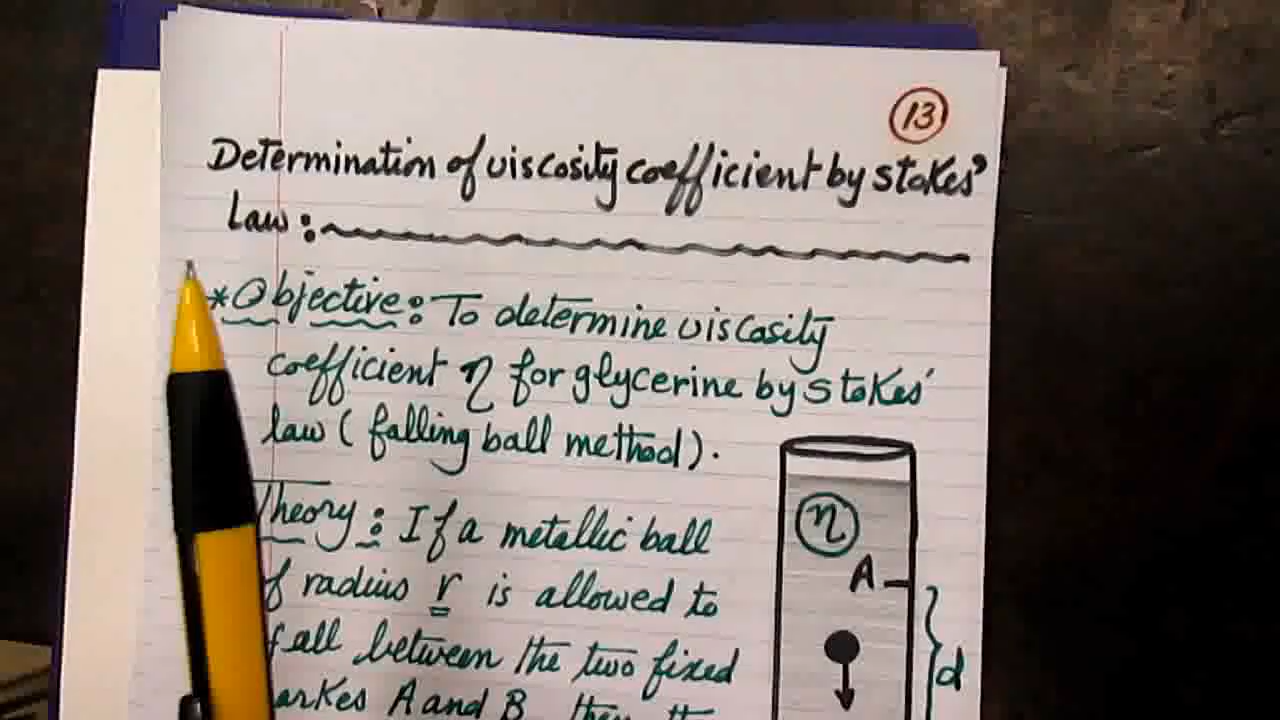 13
Determination of viscosity coefficient by stokes'
Law:
*Objective: To determine viscosity
coefficient η for glycerine by stokes'
law (falling ball method).
Theory: If a metallic ball
η
of radius r is allowed to
A
fall between the two fixed
d
A and B